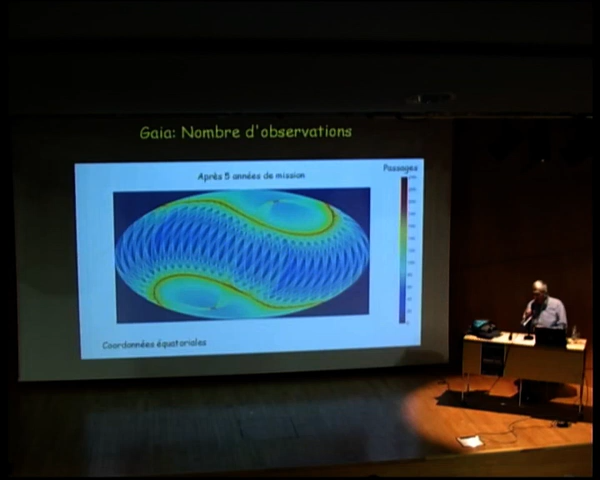 Gaia: Nombre d'observations
Passages
Après 5 années de mission
Coordonnées équatoriales